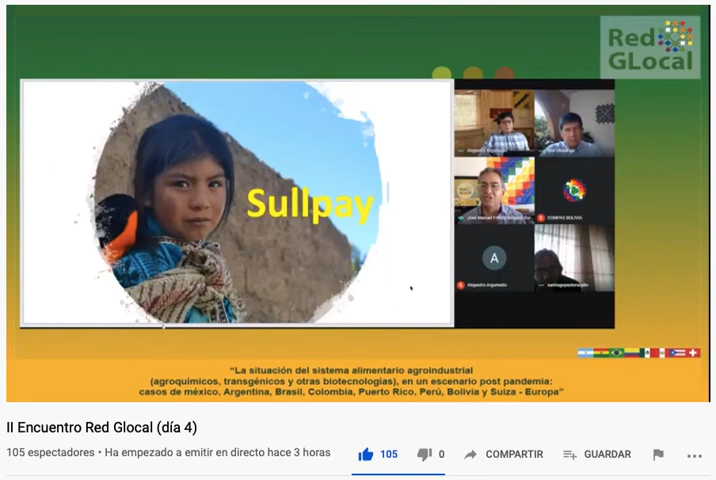 Red
GLocal
Sullpay
COMPAS BOLIVIA
A
Alejandro Argumedo
santiagopastorsoplin
"La situación del sistema alimentario agroindustrial
(agroquímicos, transgénicos y otras biotecnologías), en un escenario post pandemia:
casos de méxico, Argentina, Brasil, Colombia, Puerto Rico, Perú, Bolivia y Suiza - Europa"
II Encuentro Red Glocal (día 4)
105 espectadores • Ha empezado a emitir en directo hace 3 horas
105
0
COMPARTIR
GUARDAR